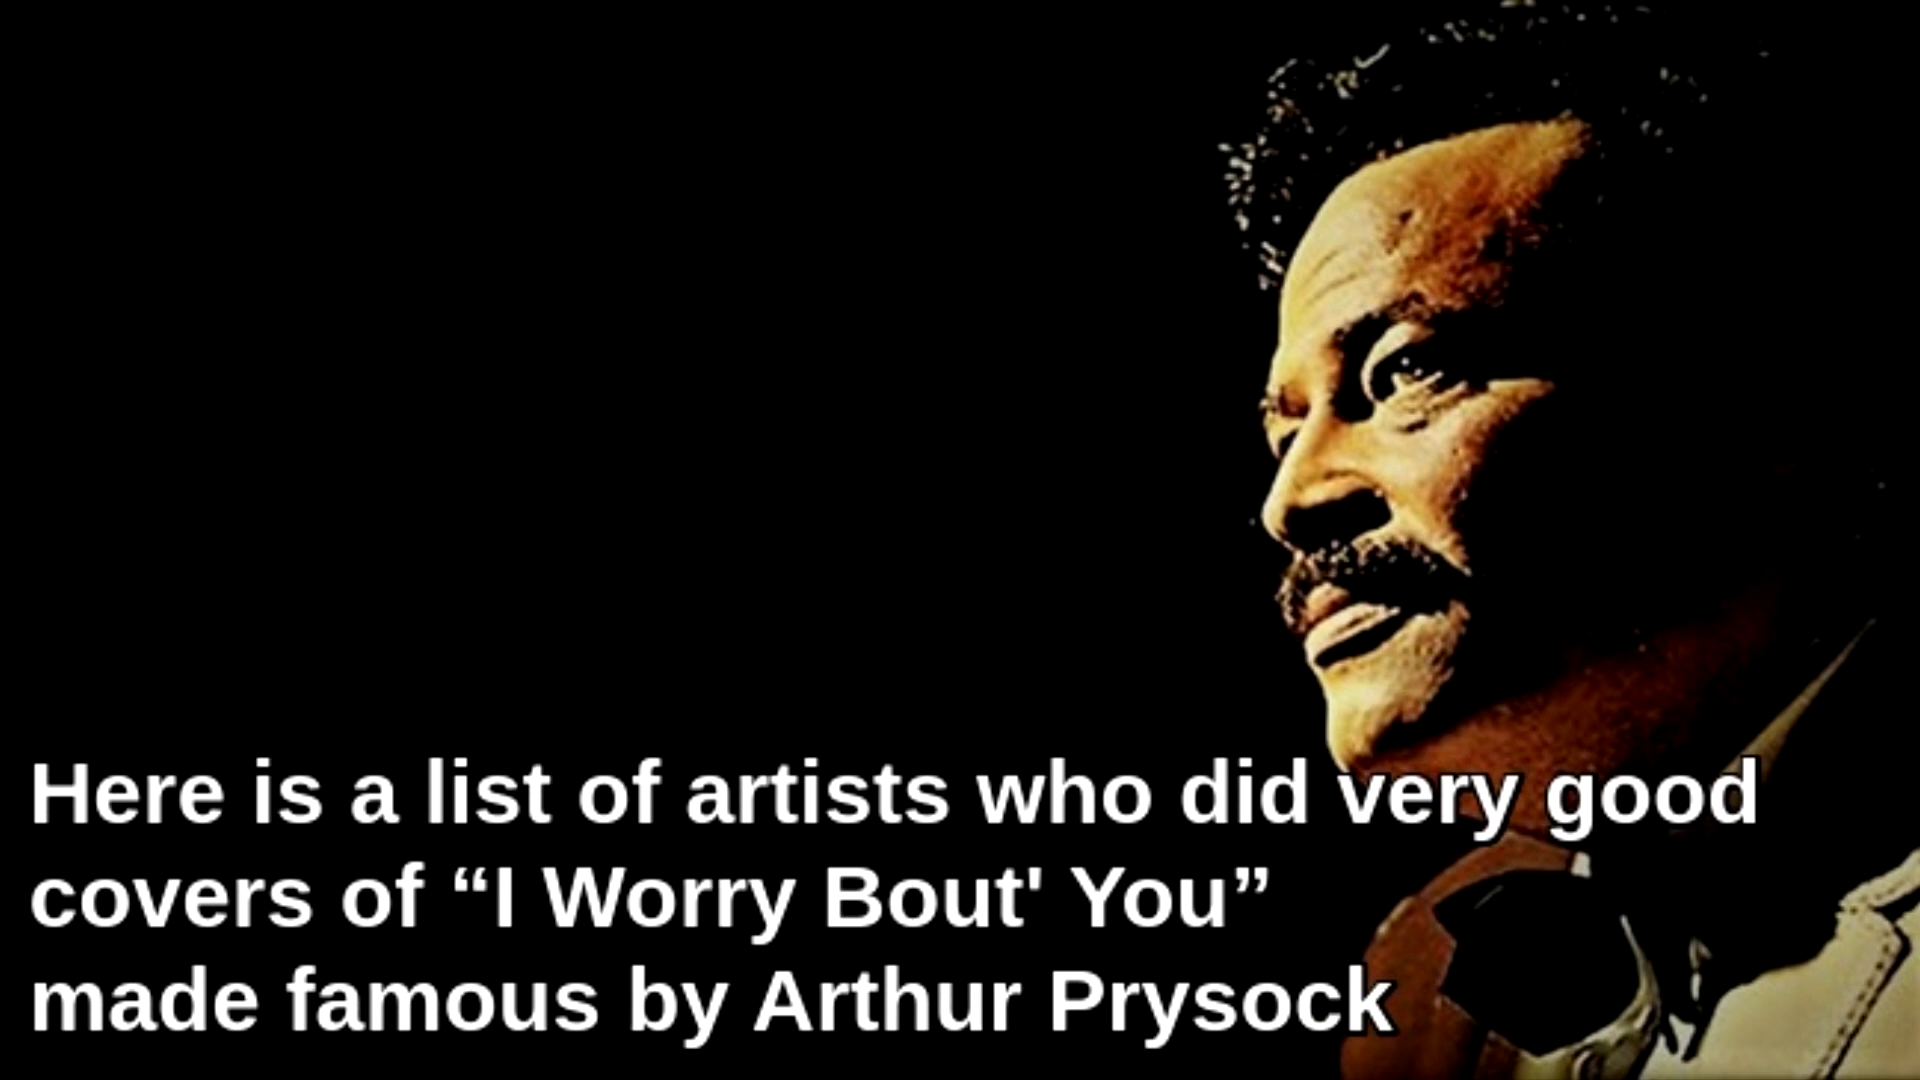 Here is a list of artists who did very good
covers of “I Worry Bout' You”
made famous by Arthur Prysock